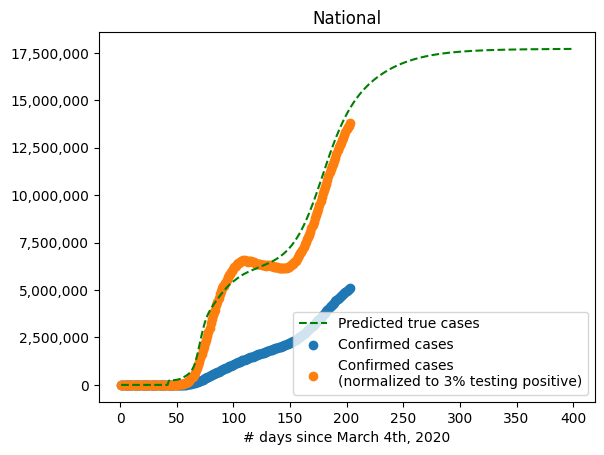 National
17,500,000
15,000,000
12,500,000
10,000,000
7,500,000
5,000,000
2,500,000
0
Predicted true cases
Confirmed cases
Confirmed cases
(normalized to 3% testing positive)
0 50 100 150 200 250 300 350 400
# days since March 4th, 2020